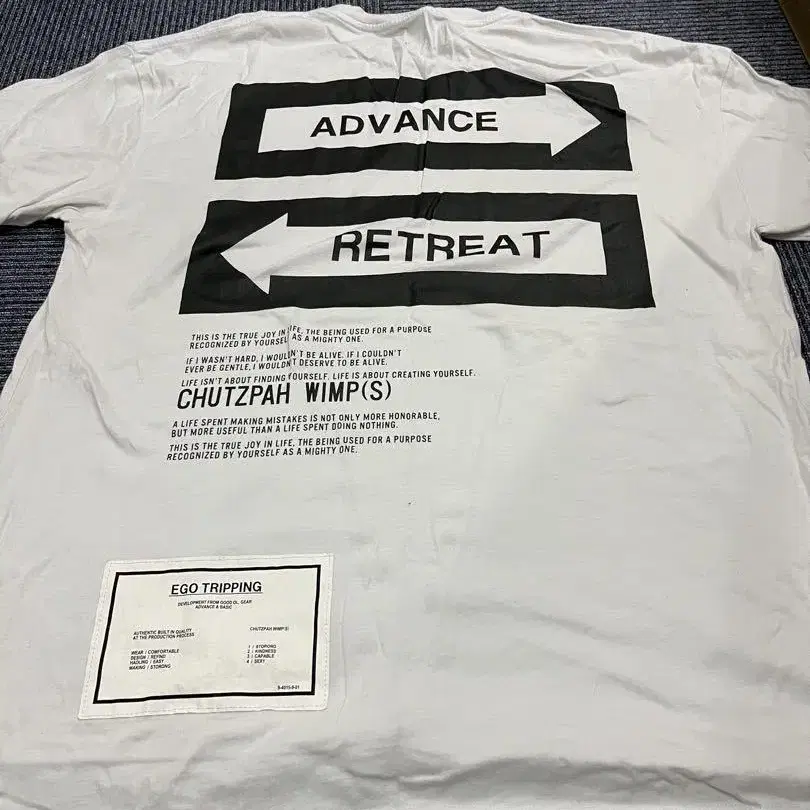 ADVANCE
RETREAT
THIS IS THE TRUE JOY IN LIFE, THE BEING USED FOR A PURPOSE
RECOGNIZED BY YOURSELF AS A MIGHTY ONE.
IF I WASN'T HARD, I WOULDN'T BE ALIVE. IF I COULDN'T
EVER BE GENTLE, I WOULDN'T DESERVE TO BE ALIVE.
LIFE ISN'T ABOUT FINDING YOURSELF. LIFE IS ABOUT CREATING YOURSELF.
CHUTZPAH WIMP(S)
A LIFE SPENT MAKING MISTAKES IS NOT ONLY MORE HONORABLE,
BUT MORE USEFUL THAN A LIFE SPENT DOING NOTHING.
THIS IS THE TRUE JOY IN LIFE, THE BEING USED FOR A PURPOSE
RECOGNIZED BY YOURSELF AS A MIGHTY ONE.
EGO TRIPPING
DEVELOPMENT FROM GOOD OL, GEAR
ADVANCE & BASIC
AUTHENTIC BUILT IN QUALITY
AT THE PRODUCTION PROCESS
CHUTZPAH WIMP(S)
WEAR / COMFORTABLE
DESIGN / REFIND
HADLING / EASY
MAKING / STORONG
1 / STORONG
2 / KINDNESS
3 / CAPABLE
4 / SEXY